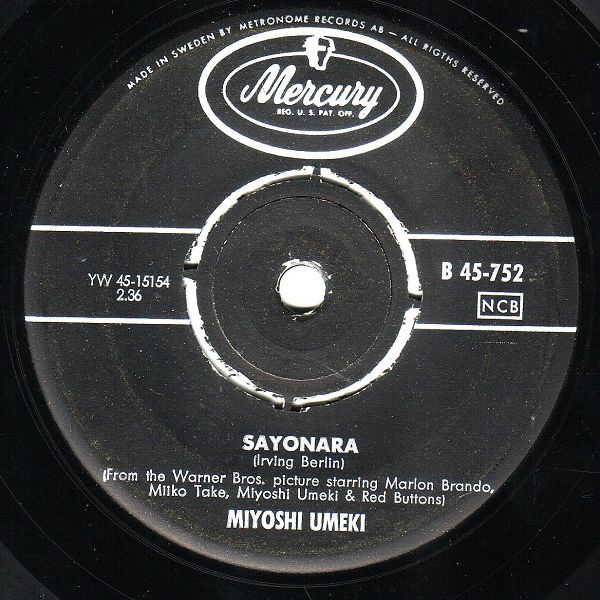 MADE IN SWEDEN BY METRONOME RECORDS AB – ALL RIGTHS RESERVED
Mercury
REG. U. S. PAT. OFF.
YW 45-15154
2.36
B 45-752
NCB
SAYONARA
(Irving Berlin)
(From the Warner Bros. picture starring Marlon Brando,
Miiko Take, Miyoshi Umeki & Red Buttons)
MIYOSHI UMEKI